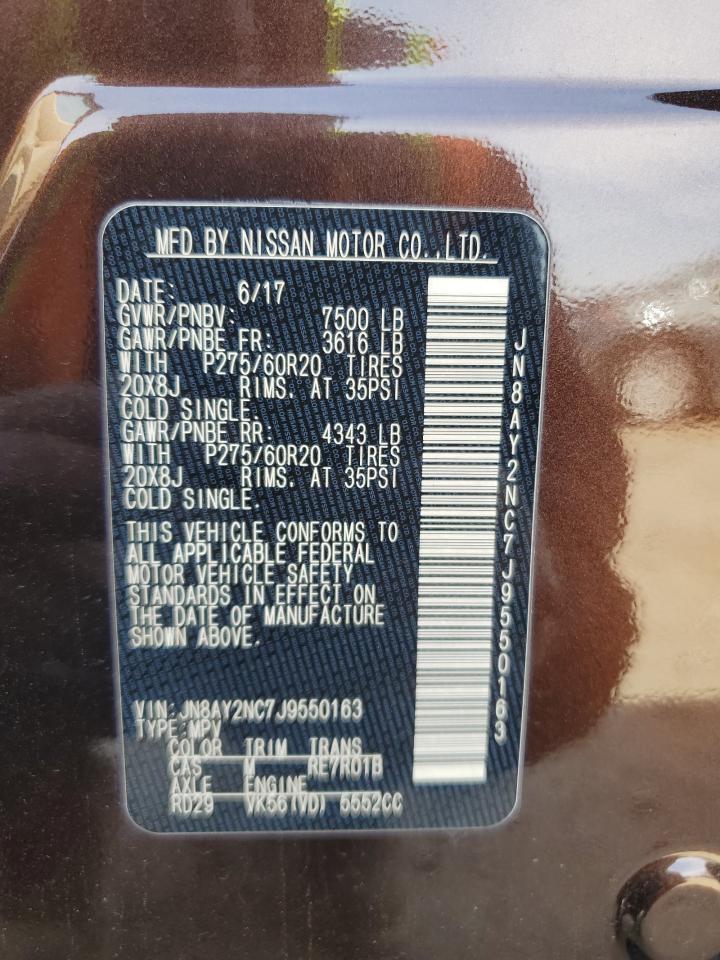 MFD BY NISSAN MOTOR CO.,LTD.
DATE: 6/17
GVWR/PNBV: 7500 LB
GAWR/PNBE FR: 3616 LB
WITH P275/60R20 TIRES
20X8J RIMS. AT 35PSI
COLD SINGLE.
GAWR/PNBE RR: 4343 LB
WITH P275/60R20 TIRES
20X8J RIMS. AT 35PSI
COLD SINGLE.
THIS VEHICLE CONFORMS TO
ALL APPLICABLE FEDERAL
MOTOR VEHICLE SAFETY
STANDARDS IN EFFECT ON
THE DATE OF MANUFACTURE
SHOWN ABOVE.
VIN: JN8AY2NC7J9550163
TYPE:MPV
COLOR TRIM TRANS
CAS M RE7R01B
AXLE ENGINE
RD29 VK56(VD) 5552CC
JN8AY2NC7J9550163